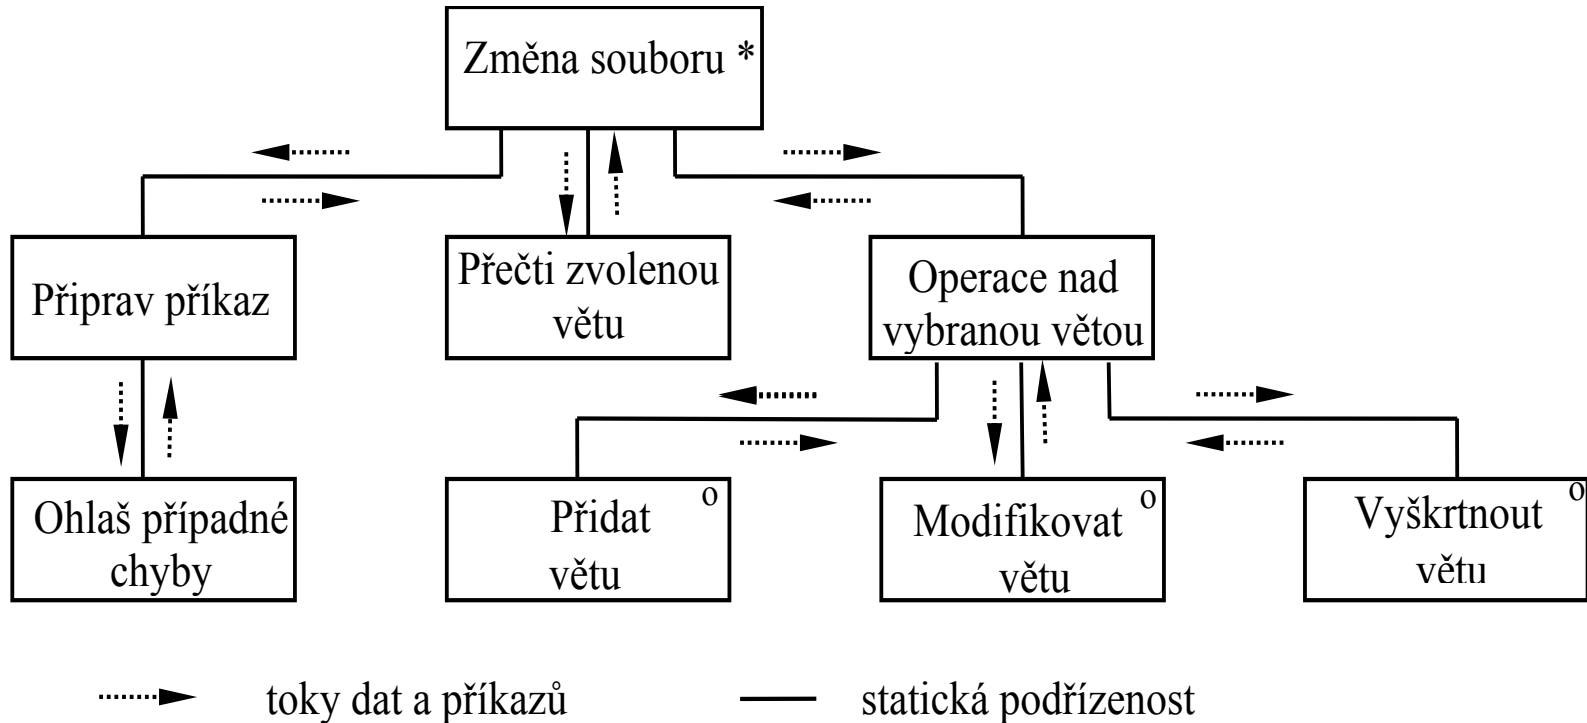 Změna souboru *
Připrav příkaz
Přečti zvolenou
větu
Operace nad
vybranou větou
Ohlaš případné
chyby
Přidat o
větu
Modifikovat o
větu
Vyškrtnout o
větu
toky dat a příkazů
statická podřízenost